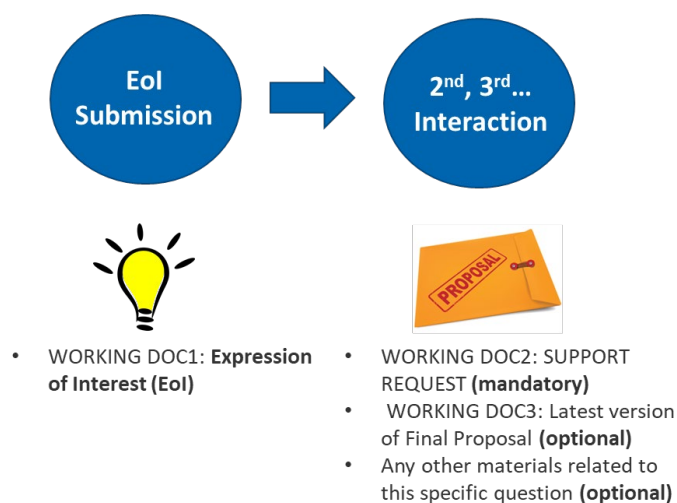 EoI
Submission
2nd, 3rd...
Interaction
PROPOSAL
• WORKING DOC1: Expression
of Interest (EoI)
• WORKING DOC2: SUPPORT
REQUEST (mandatory)
• WORKING DOC3: Latest version
of Final Proposal (optional)
• Any other materials related to
this specific question (optional)